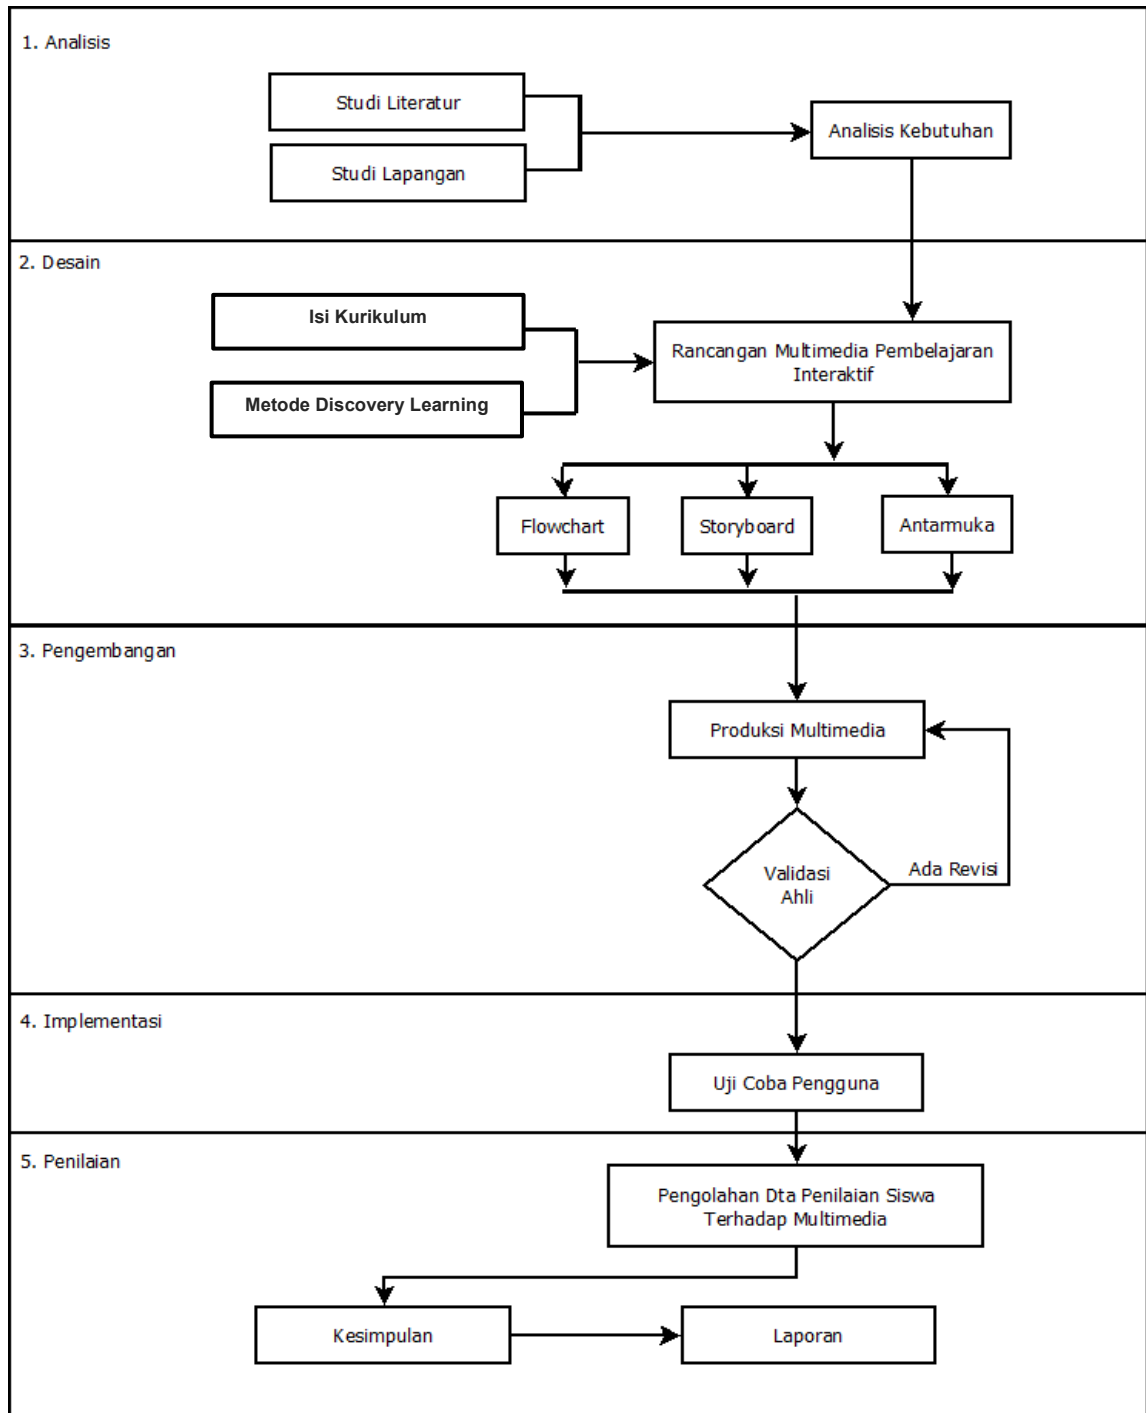 1. Analisis
Studi Literatur
Studi Lapangan
Analisis Kebutuhan
2. Desain
Isi Kurikulum
Metode Discovery Learning
Rancangan Multimedia Pembelajaran
Interaktif
Flowchart
Storyboard
Antarmuka
3. Pengembangan
Produksi Multimedia
Validasi
Ahli
Ada Revisi
4. Implementasi
Uji Coba Pengguna
5. Penilaian
Pengolahan Dta Penilaian Siswa
Terhadap Multimedia
Kesimpulan
Laporan